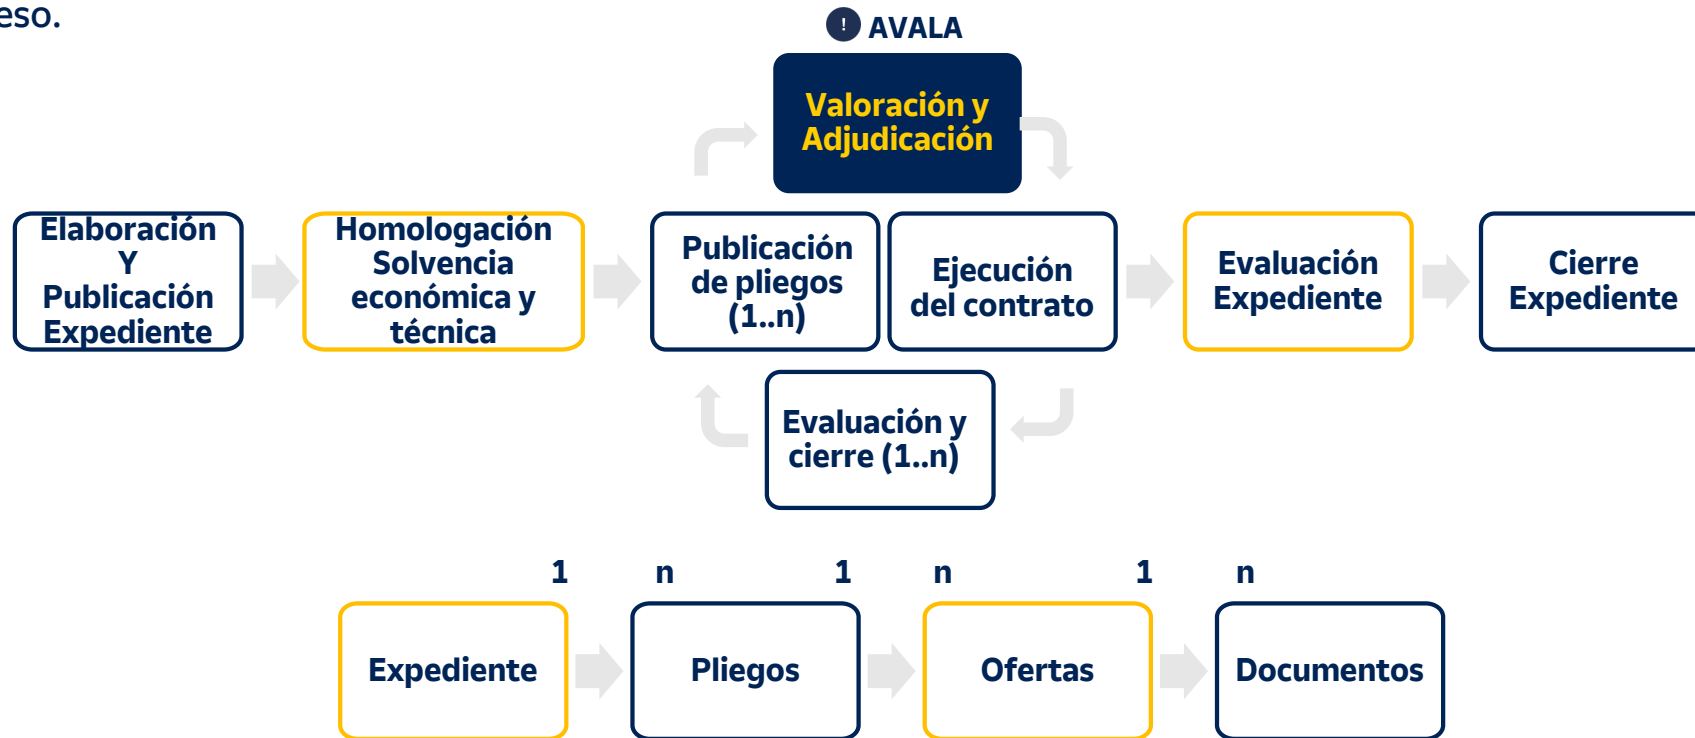 eso.
! AVALA
Valoración y
Adjudicación
Elaboración
Y
Publicación
Expediente
Homologación
Solvencia
económica y
técnica
Publicación
de pliegos
(1..n)
Ejecución
del contrato
Evaluación
Expediente
Cierre
Expediente
Evaluación y
cierre (1..n)
1 n 1 n 1 n
Expediente
Pliegos
Ofertas
Documentos